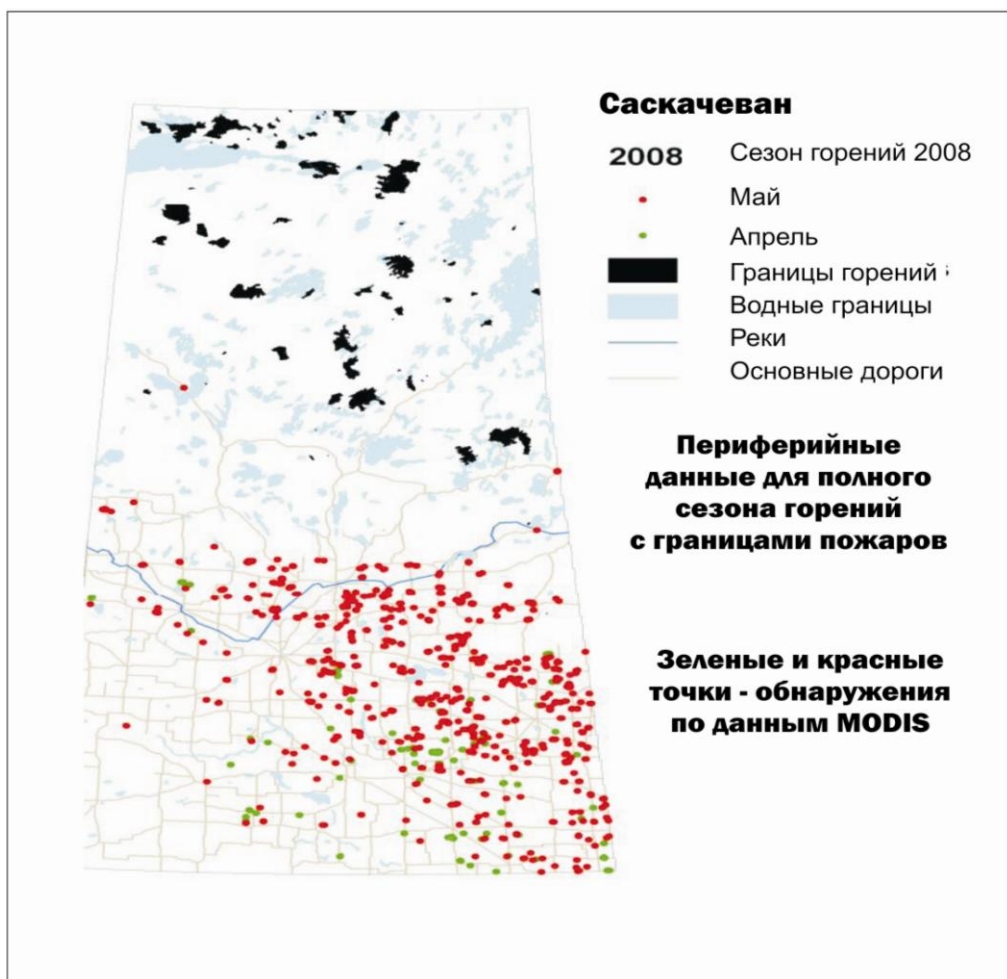 Саскачеван
2008 Сезон горений 2008
Май
Апрель
Границы горений
Водные границы
Реки
Основные дороги
Периферийные
данные для полного
сезона горений
с границами пожаров
Зеленые и красные
точки - обнаружения
по данным MODIS